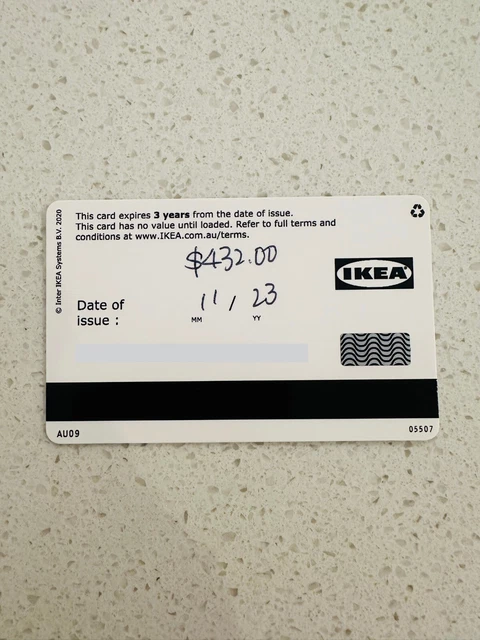 © Inter IKEA Systems B.V. 2020
This card expires 3 years from the date of issue.
This card has no value until loaded. Refer to full terms and
conditions at www.IKEA.com.au/terms.
$432.00
IKEA
Date of
issue :
11 / 23
MM YY
AU09
05507